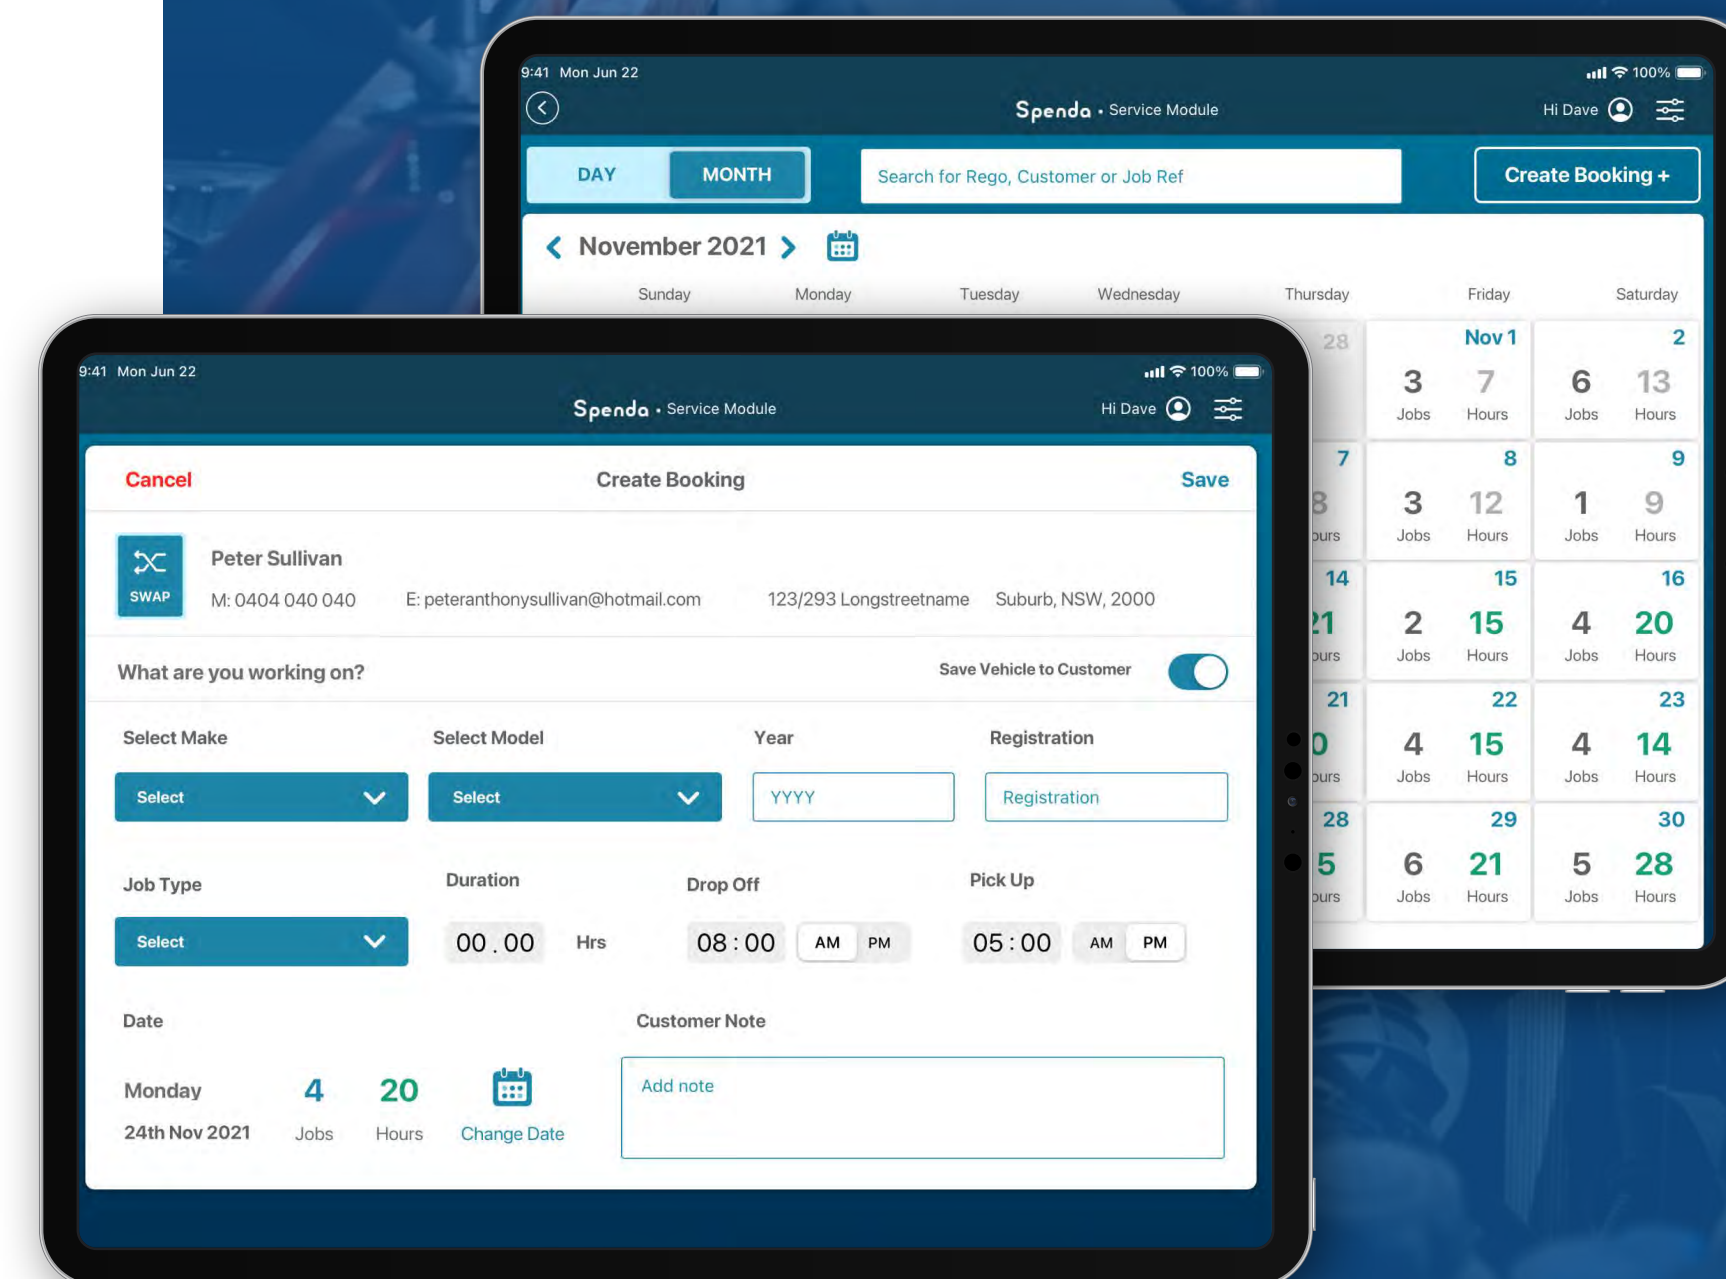 9:41 Mon Jun 22
100%
Spenda • Service Module
Hi Dave
DAY
MONTH
Search for Rego, Customer or Job Ref
Create Booking +
November 2021
Sunday Monday Tuesday Wednesday Thursday Friday Saturday
28 Nov 1 2
3 7 6 13
Jobs Hours Jobs Hours
7 8 9
3 12 1 9
Jobs Hours Jobs Hours
14 15 16
2 15 4 20
Jobs Hours Jobs Hours
21 22 23
4 15 4 14
Jobs Hours Jobs Hours
28 29 30
6 21 5 28
Jobs Hours Jobs Hours
9:41 Mon Jun 22
100%
Spenda • Service Module
Hi Dave
Cancel
Create Booking
Save
SWAP
Peter Sullivan
M: 0404 040 040 E: peteranthonysullivan@hotmail.com 123/293 Longstreetname Suburb, NSW, 2000
What are you working on?
Save Vehicle to Customer
Select Make Select Model Year Registration
Select Select YYYY Registration
Job Type Duration Drop Off Pick Up
Select 00.00 Hrs 08:00 AM PM 05:00 AM PM
Date
Customer Note
Monday 4 20
24th Nov 2021 Jobs Hours Change Date
Add note